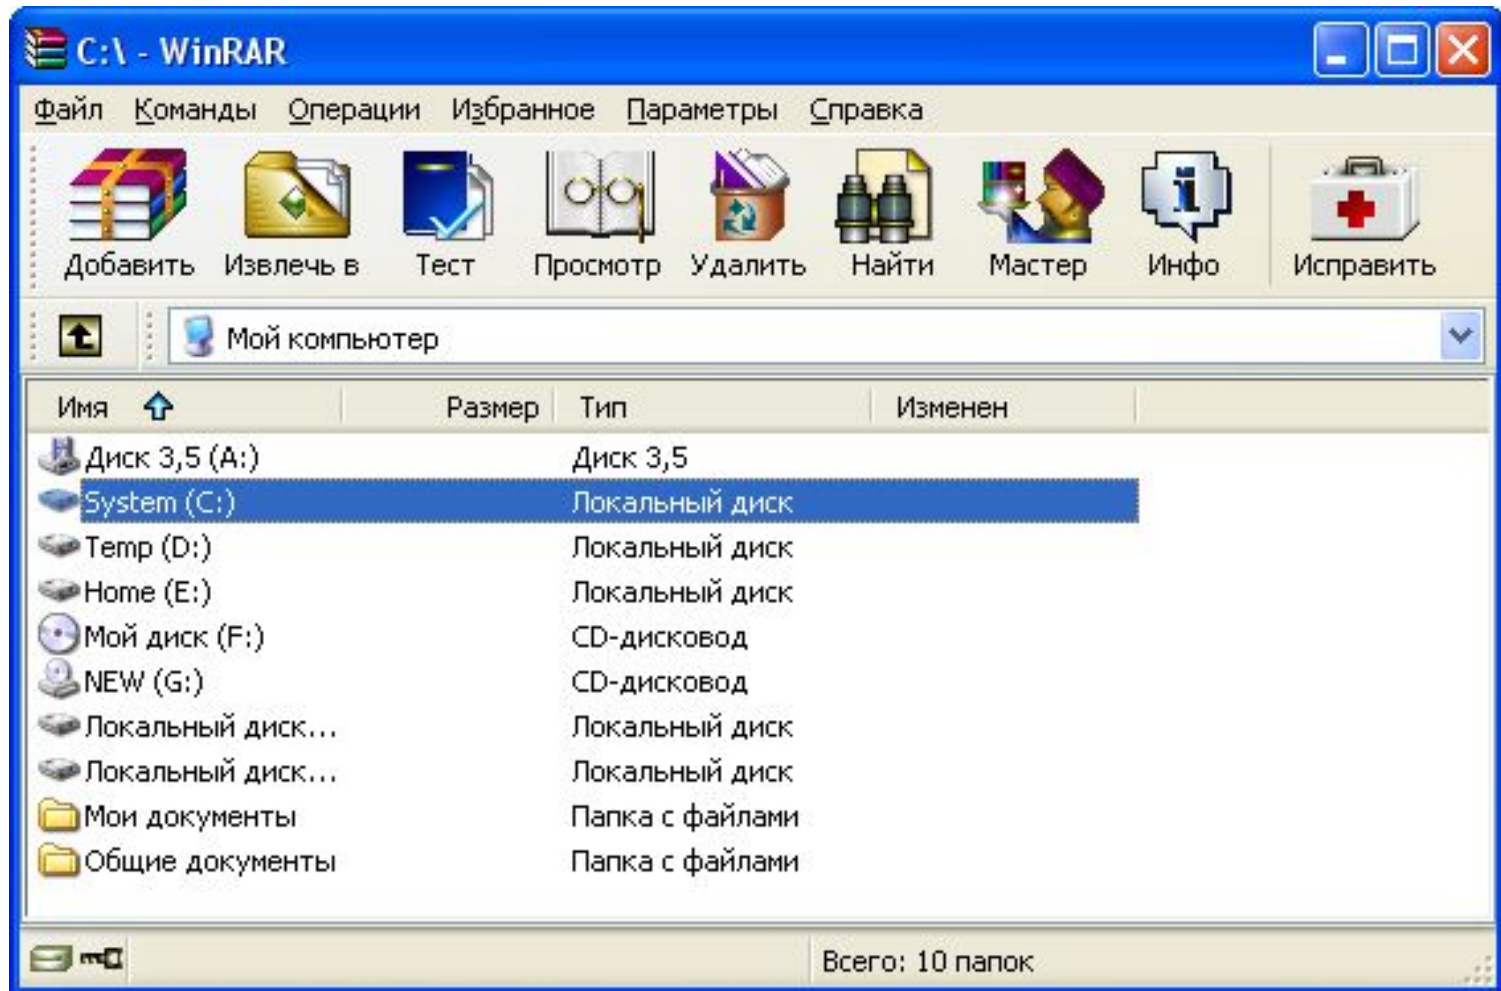 C:\ - WinRAR
Файл Команды Операции Избранное Параметры Справка
Добавить Извлечь в Тест Просмотр Удалить Найти Мастер Инфо Исправить
Мой компьютер
Имя Размер Тип Изменен
Диск 3,5 (A:) Диск 3,5
System (C:) Локальный диск
Temp (D:) Локальный диск
Home (E:) Локальный диск
Мой диск (F:) CD-дисковод
NEW (G:) CD-дисковод
Локальный диск... Локальный диск
Локальный диск... Локальный диск
Мои документы Папка с файлами
Общие документы Папка с файлами
Всего: 10 папок